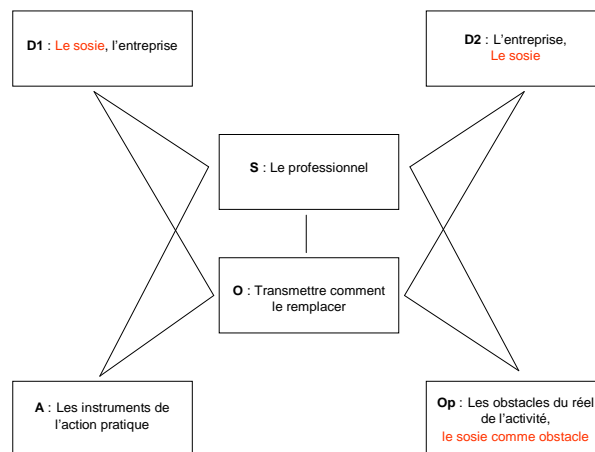 D1 : Le sosie, l'entreprise
D2 : L'entreprise,
Le sosie
S : Le professionnel
O : Transmettre comment
le remplacer
A : Les instruments de
l'action pratique
Op : Les obstacles du réel
de l'activité,
le sosie comme obstacle